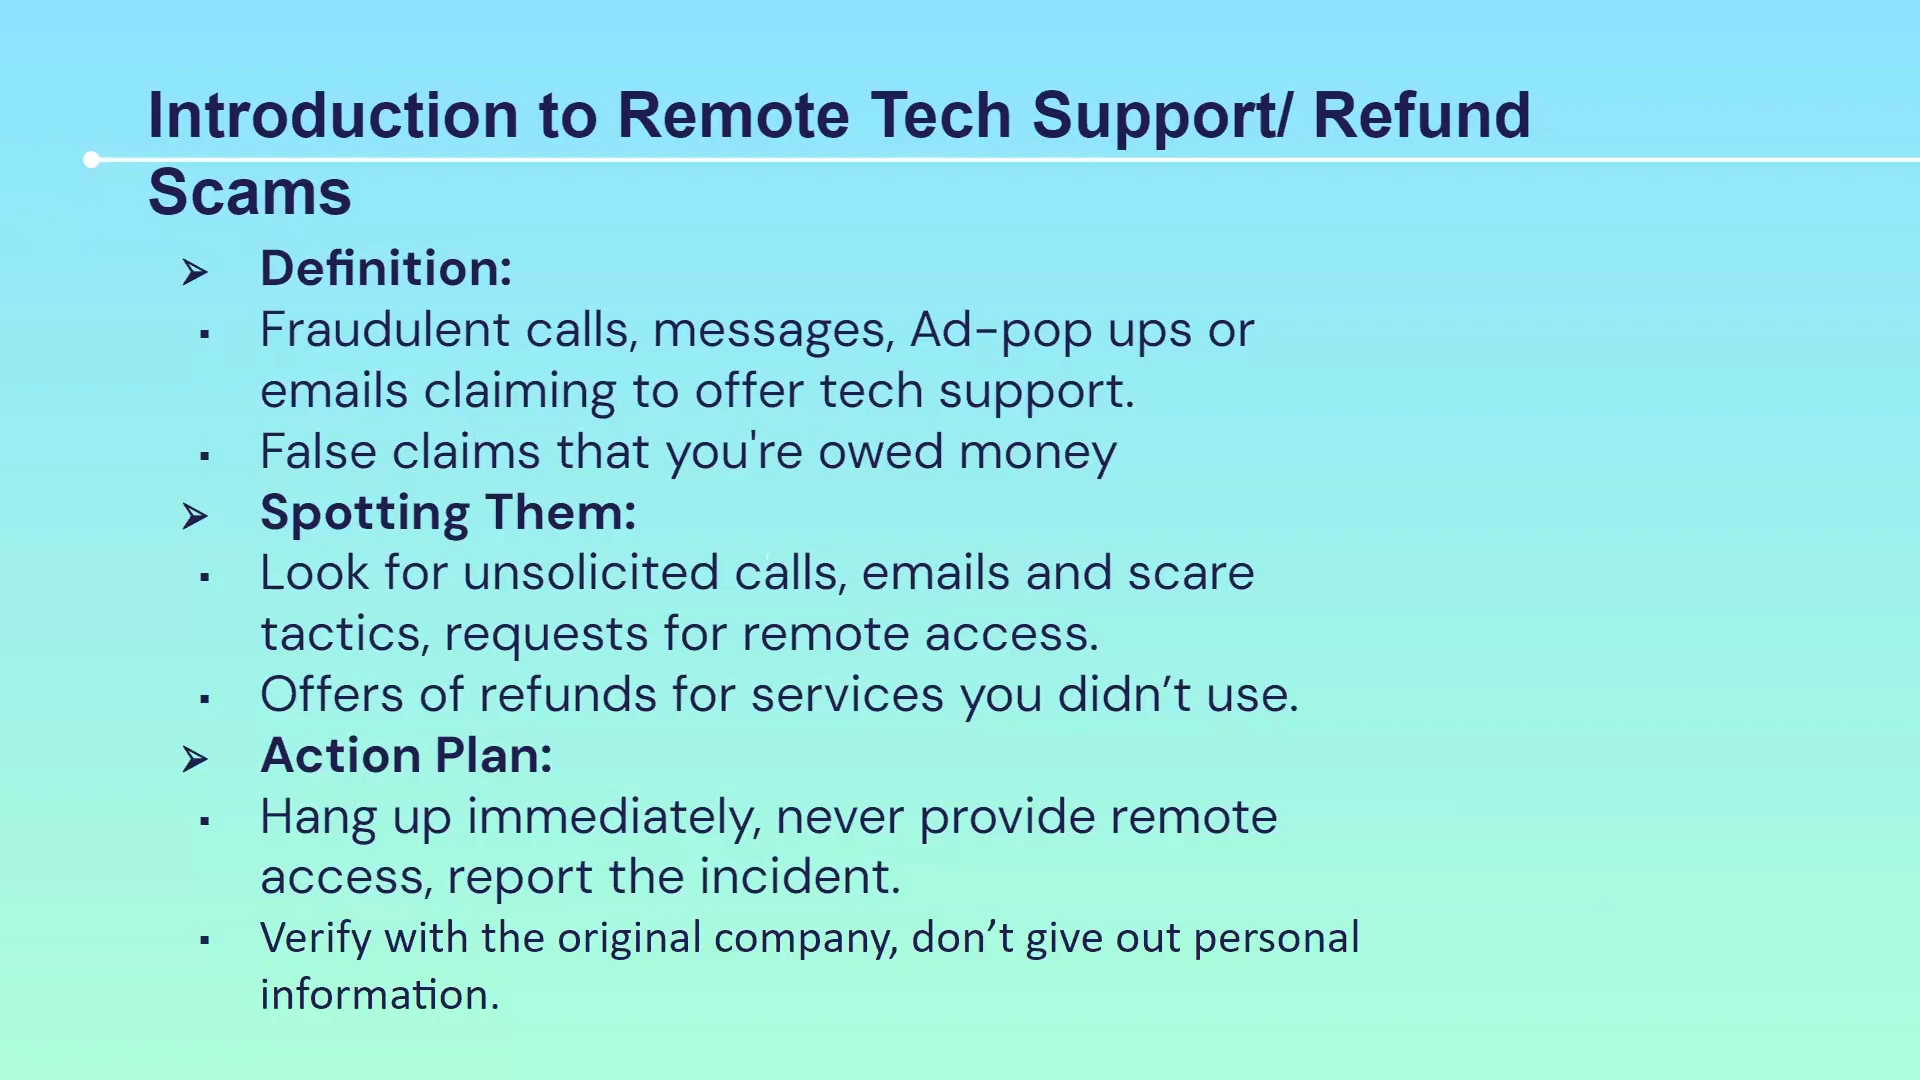 Introduction to Remote Tech Support/ Refund
Scams
➢ Definition:
▪ Fraudulent calls, messages, Ad-pop ups or
emails claiming to offer tech support.
▪ False claims that you're owed money
➢ Spotting Them:
▪ Look for unsolicited calls, emails and scare
tactics, requests for remote access.
▪ Offers of refunds for services you didn’t use.
➢ Action Plan:
▪ Hang up immediately, never provide remote
access, report the incident.
▪ Verify with the original company, don’t give out personal
information.